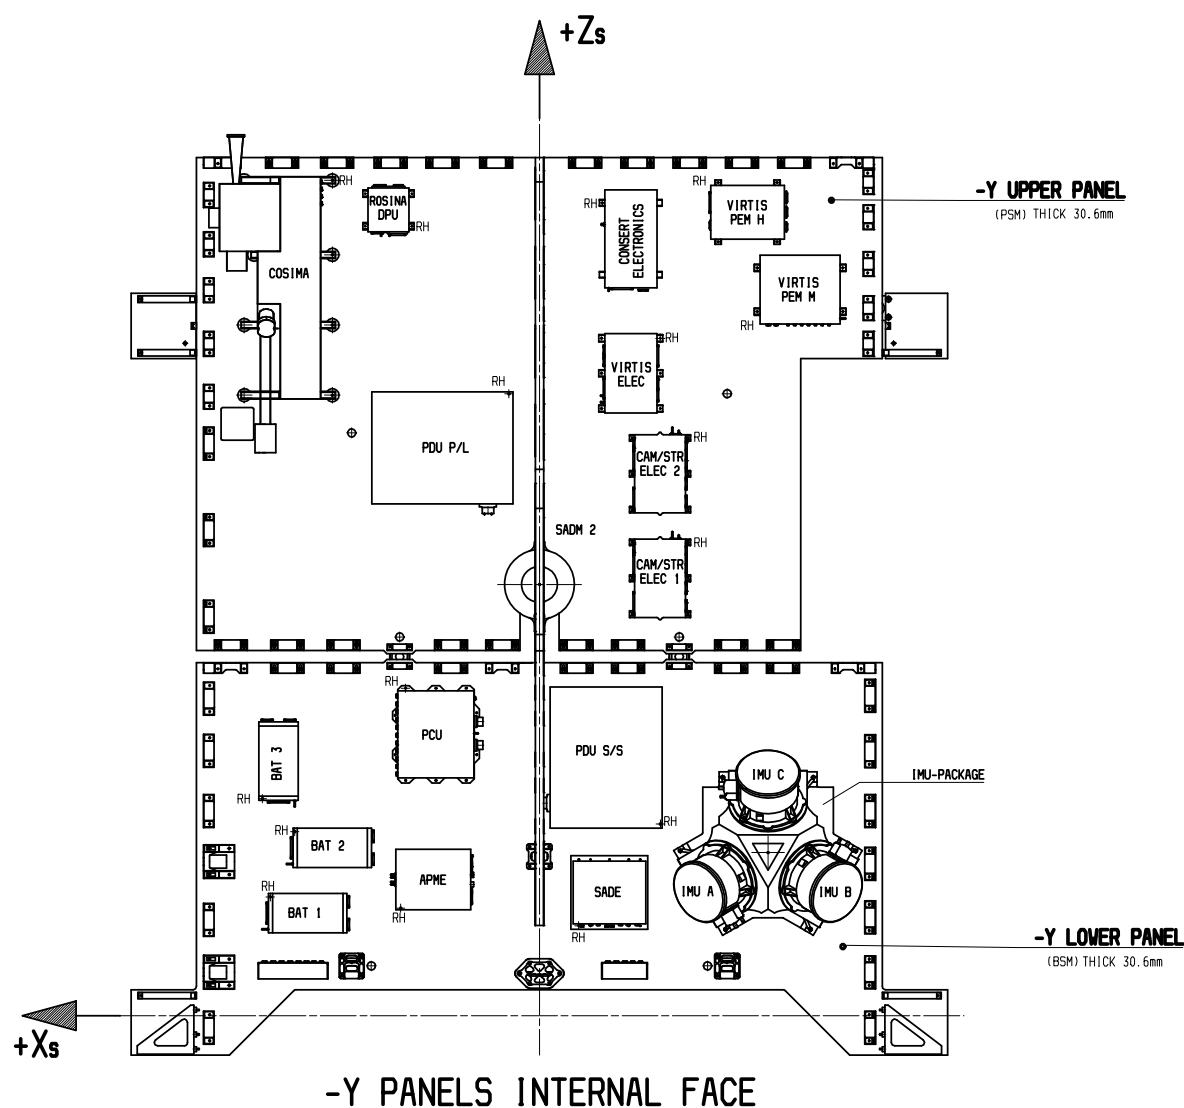 +Zs
-Y UPPER PANEL
(PSM) THICK 30.6mm
RH
ROSINA
DPU
RH
COSIMA
RH
CONSERT
ELECTRONICS
RH
VIRTIS
PEM H
VIRTIS
PEM M
RH
RH
VIRTIS
ELEC
RH
PDU P/L
RH
CAM/STR
ELEC 2
SADM 2
RH
CAM/STR
ELEC 1
RH
PCU
PDU S/S
RH
BAT 3
RH
IMU C
IMU-PACKAGE
RH
BAT 2
RH
BAT 1
APME
RH
SADE
RH
IMU A
IMU B
-Y LOWER PANEL
(BSM) THICK 30.6mm
+Xs
-Y PANELS INTERNAL FACE